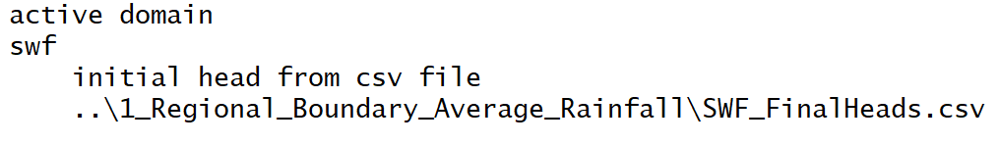 active domain
swf
    initial head from csv file
    ..\1_Regional_Boundary_Average_Rainfall\SWF_FinalHeads.csv